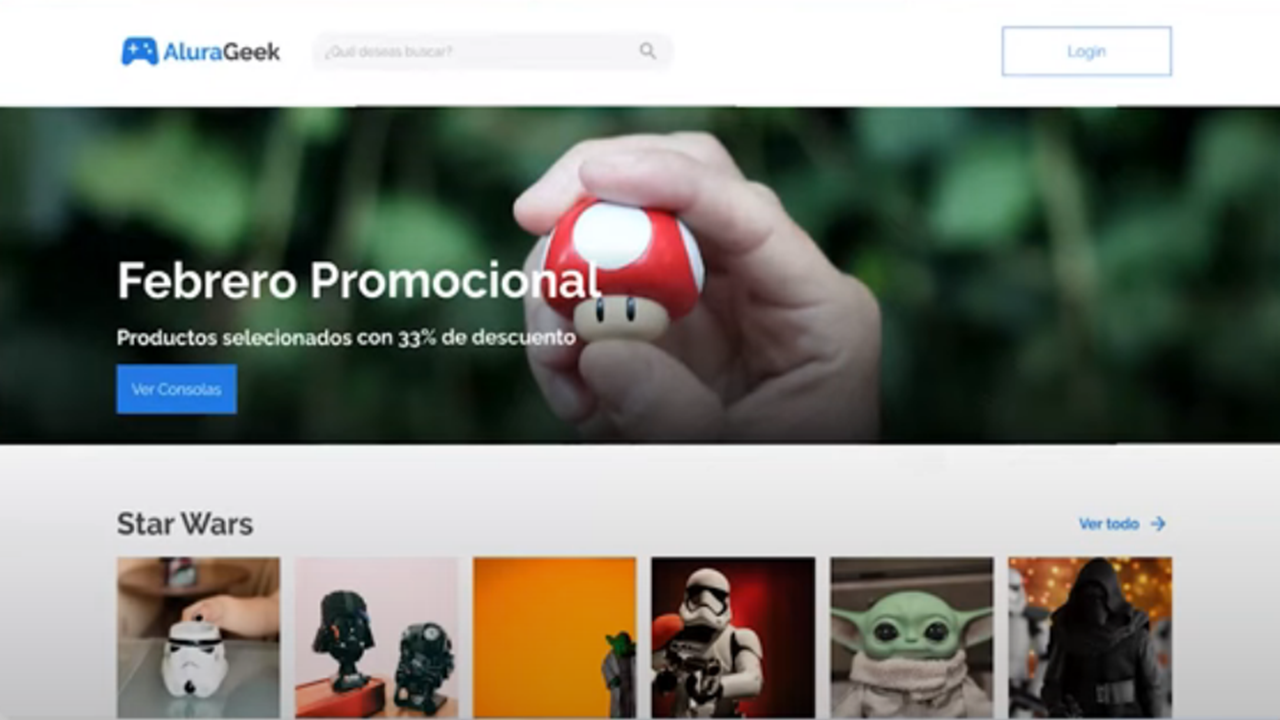 AluraGeek
¿Qué deseas buscar?
Login
Febrero Promocional
Productos selecionados con 33% de descuento
Ver Consolas
Star Wars
Ver todo